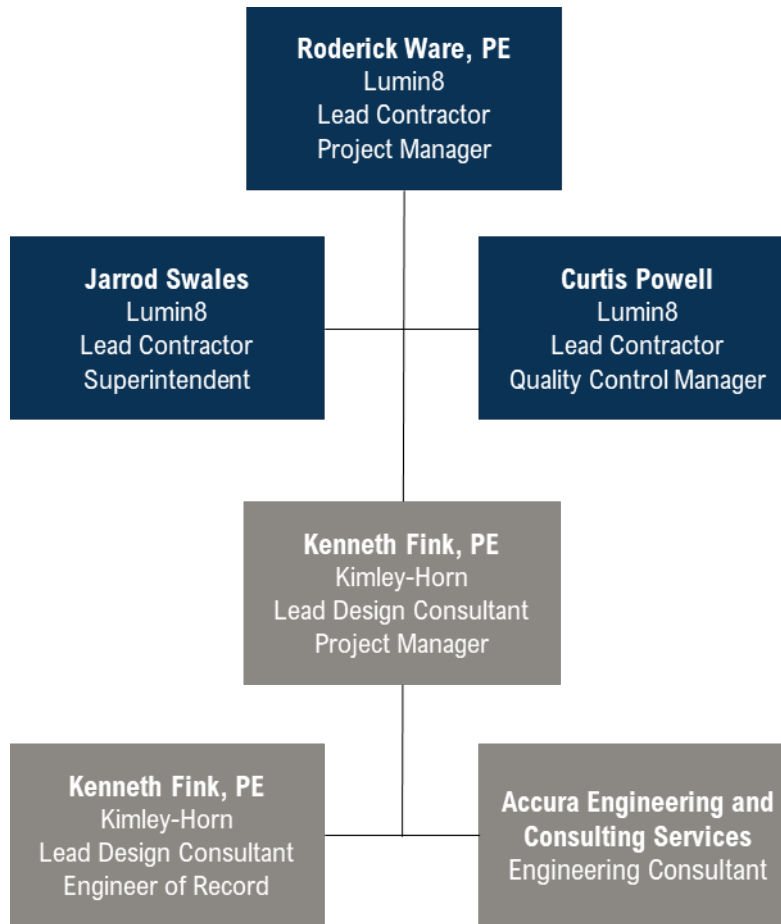 Roderick Ware, PE
Lumin8
Lead Contractor
Project Manager
Jarrod Swales
Lumin8
Lead Contractor
Superintendent
Curtis Powell
Lumin8
Lead Contractor
Quality Control Manager
Kenneth Fink, PE
Kimley-Horn
Lead Design Consultant
Project Manager
Kenneth Fink, PE
Kimley-Horn
Lead Design Consultant
Engineer of Record
Accura Engineering and
Consulting Services
Engineering Consultant